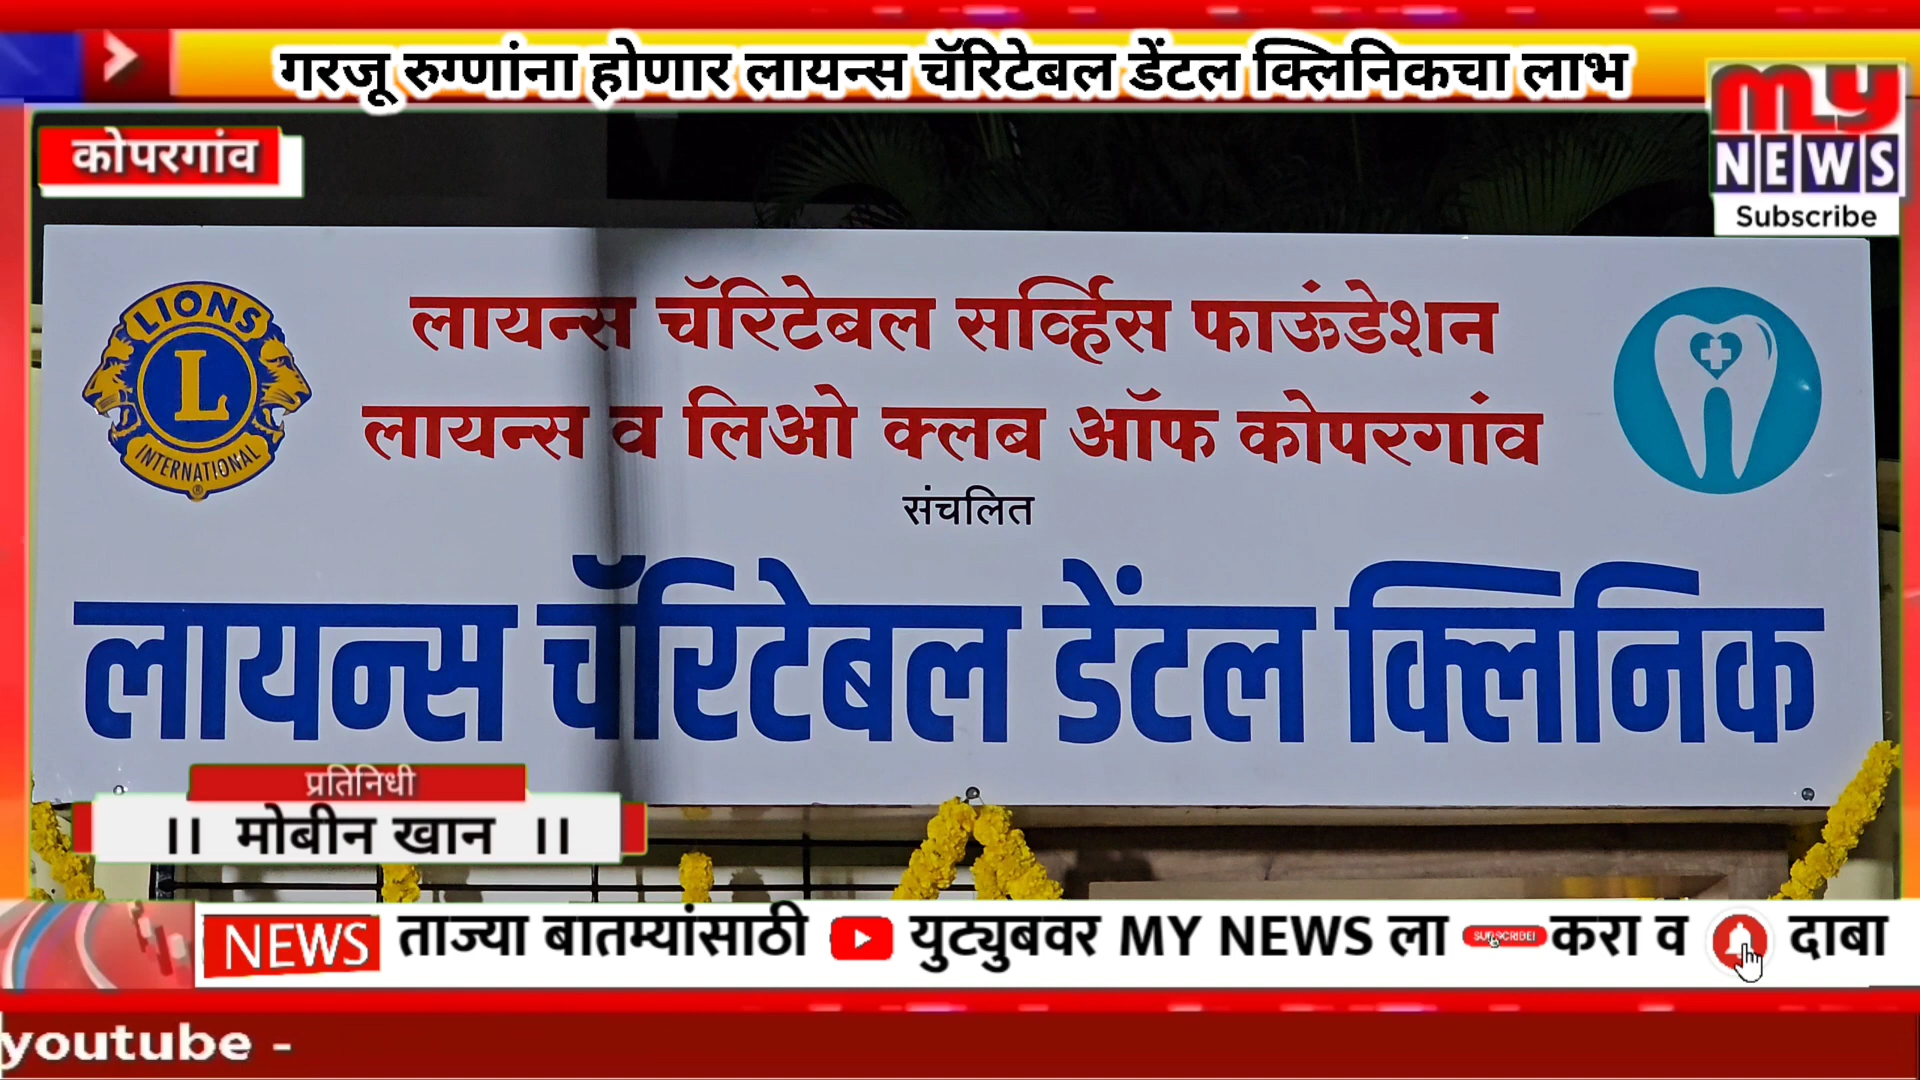 गरजू रुग्णांना होणार लायन्स चॅरिटेबल डेंटल क्लिनिकचा लाभ
my
NEWS
Subscribe
कोपरगांव
LIONS
L
INTERNATIONAL
®
लायन्स चॅरिटेबल सर्व्हिस फाऊंडेशन
लायन्स व लिओ क्लब ऑफ कोपरगांव
संचलित
लायन्स चॅरिटेबल डेंटल क्लिनिक
प्रतिनिधी
।। मोबीन खान ।।
NEWS ताज्या बातम्यांसाठी युट्युबवर MY NEWS ला SUBSCRIBE! करा व दाबा
youtube -